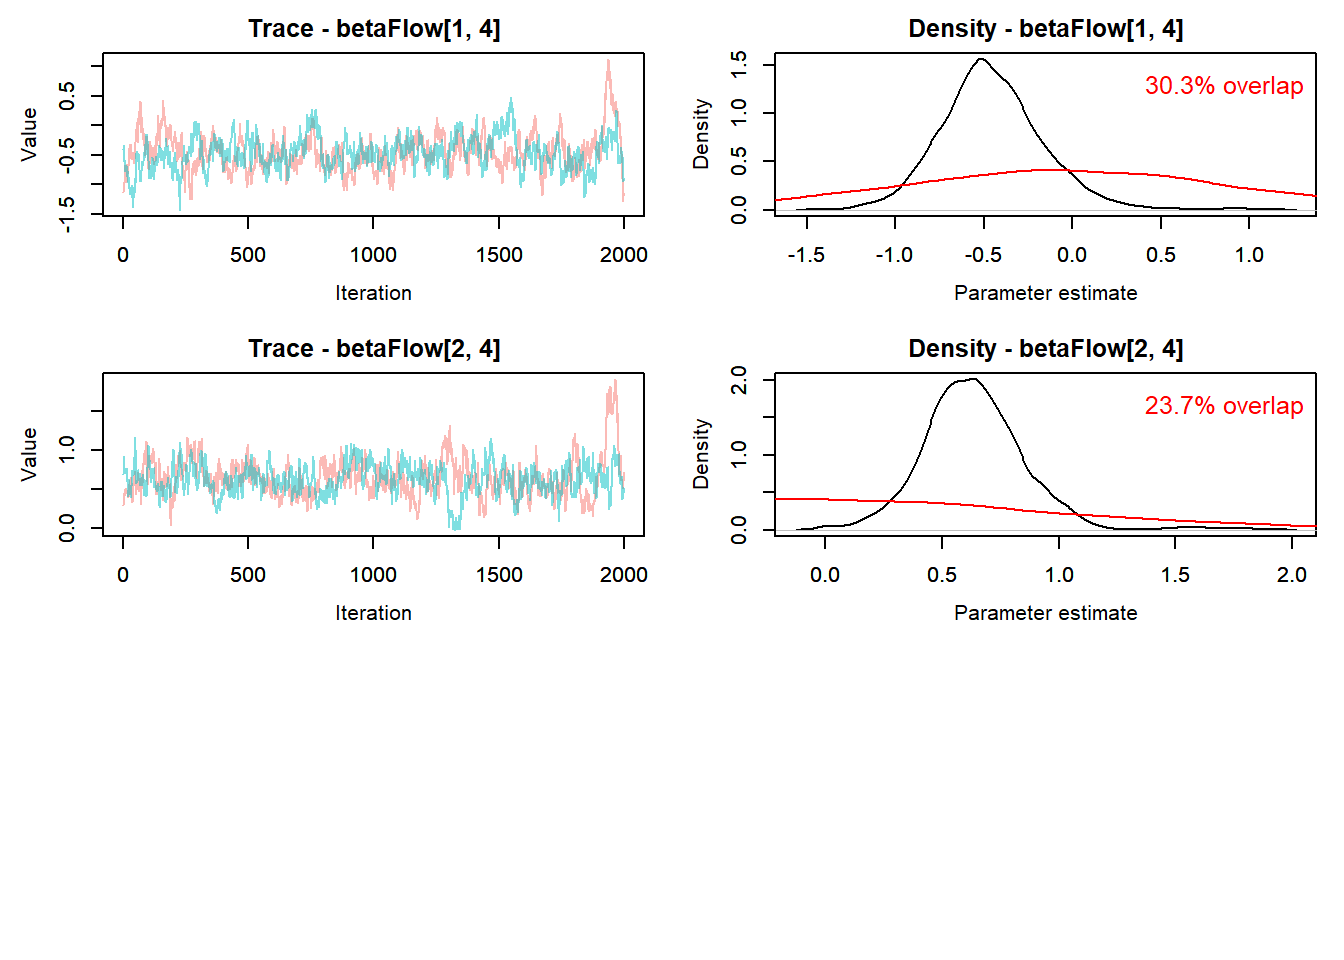 Trace - betaFlow[1, 4]
Value
-1.5
-0.5
0.5
0
500
1000
1500
2000
Iteration
Density - betaFlow[1, 4]
30.3% overlap
Density
0.0
0.5
1.0
1.5
-1.5
-1.0
-0.5
0.0
0.5
1.0
Parameter estimate
Trace - betaFlow[2, 4]
Value
0.0
1.0
0
500
1000
1500
2000
Iteration
Density - betaFlow[2, 4]
23.7% overlap
Density
0.0
1.0
2.0
0.0
0.5
1.0
1.5
2.0
Parameter estimate